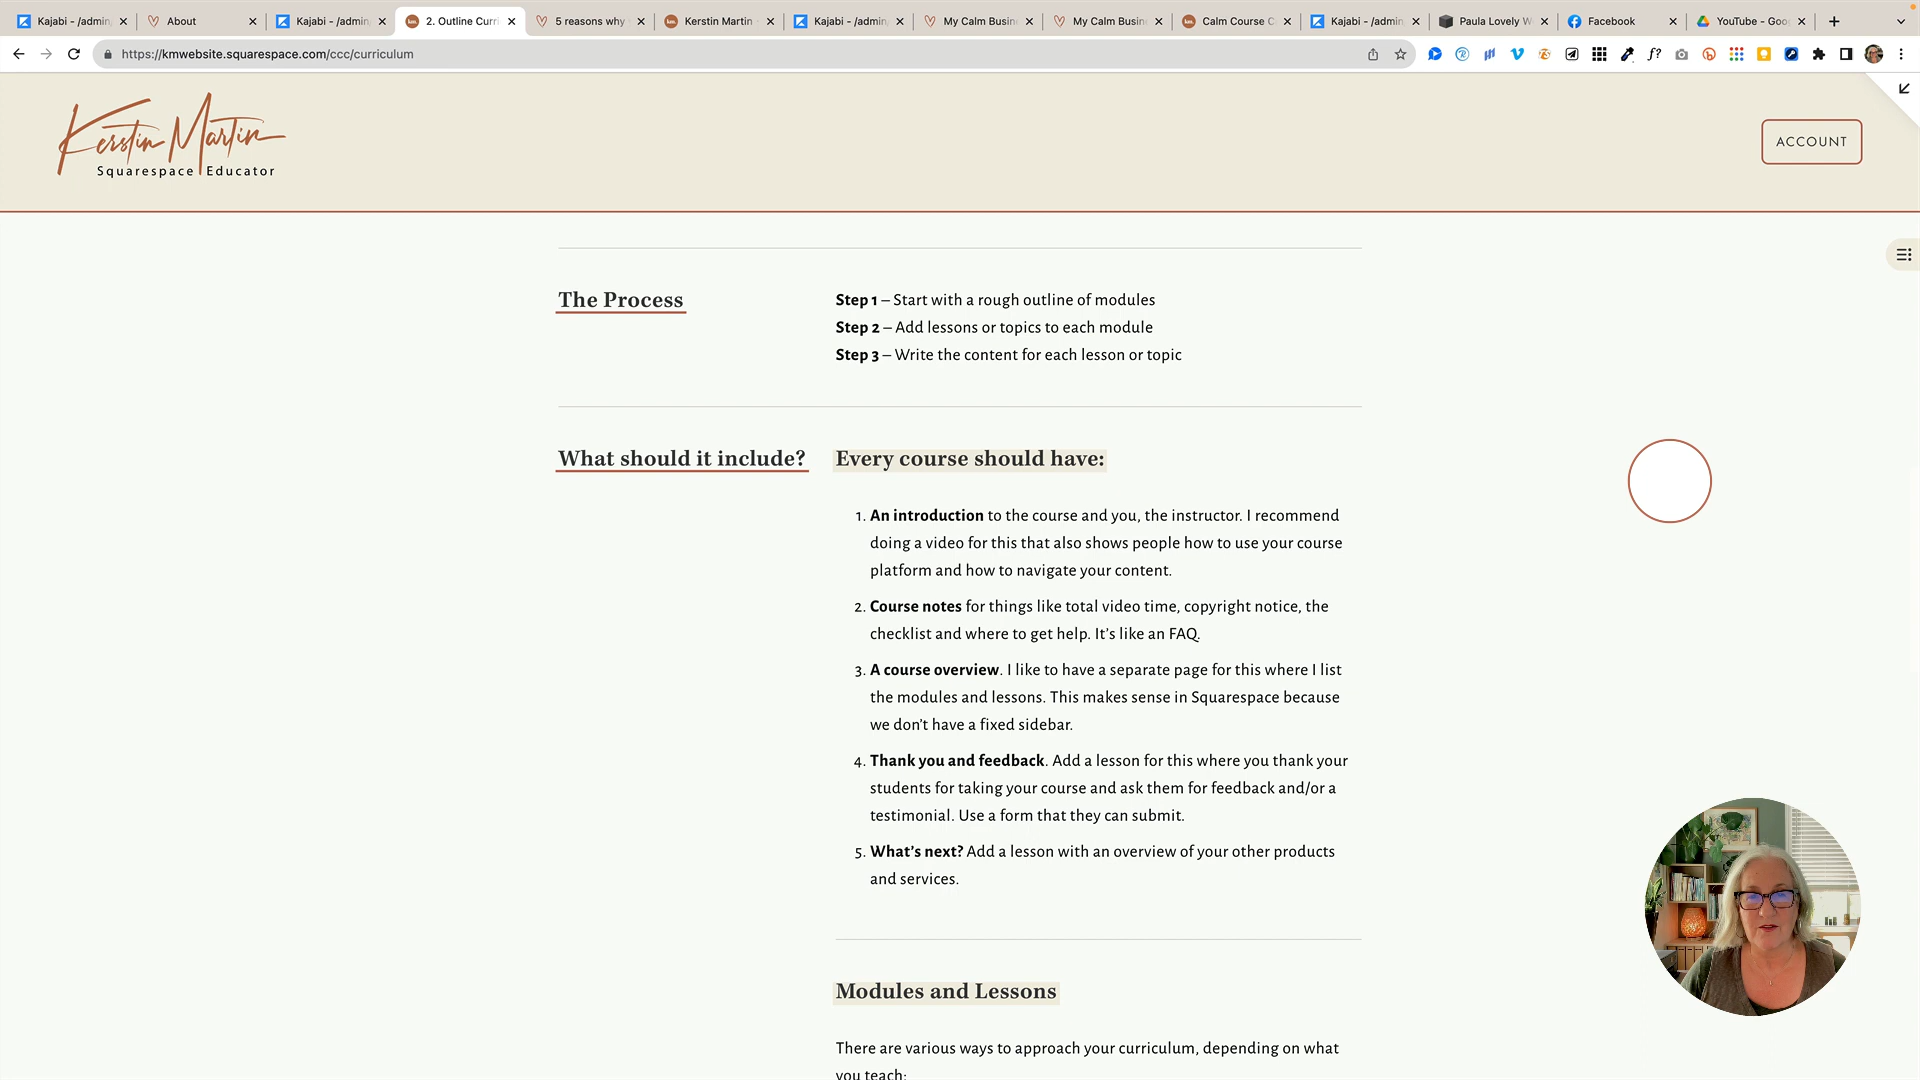 Kajabi - /admin
About
Kajabi - /admin
2. Outline Curri
5 reasons why
Kerstin Martin
Kajabi - /admin
My Calm Busin
My Calm Busin
Calm Course C
Kajabi - /admin
Paula Lovely W
Facebook
YouTube - Goo
https://kmwebsite.squarespace.com/ccc/curriculum
f?
Kerstin Martin
Squarespace Educator
ACCOUNT
The Process
Step 1 – Start with a rough outline of modules
Step 2 – Add lessons or topics to each module
Step 3 – Write the content for each lesson or topic
What should it include?
Every course should have:
1. An introduction to the course and you, the instructor. I recommend
doing a video for this that also shows people how to use your course
platform and how to navigate your content.
2. Course notes for things like total video time, copyright notice, the
checklist and where to get help. It’s like an FAQ.
3. A course overview. I like to have a separate page for this where I list
the modules and lessons. This makes sense in Squarespace because
we don’t have a fixed sidebar.
4. Thank you and feedback. Add a lesson for this where you thank your
students for taking your course and ask them for feedback and/or a
testimonial. Use a form that they can submit.
5. What’s next? Add a lesson with an overview of your other products
and services.
Modules and Lessons
There are various ways to approach your curriculum, depending on what
you teach: